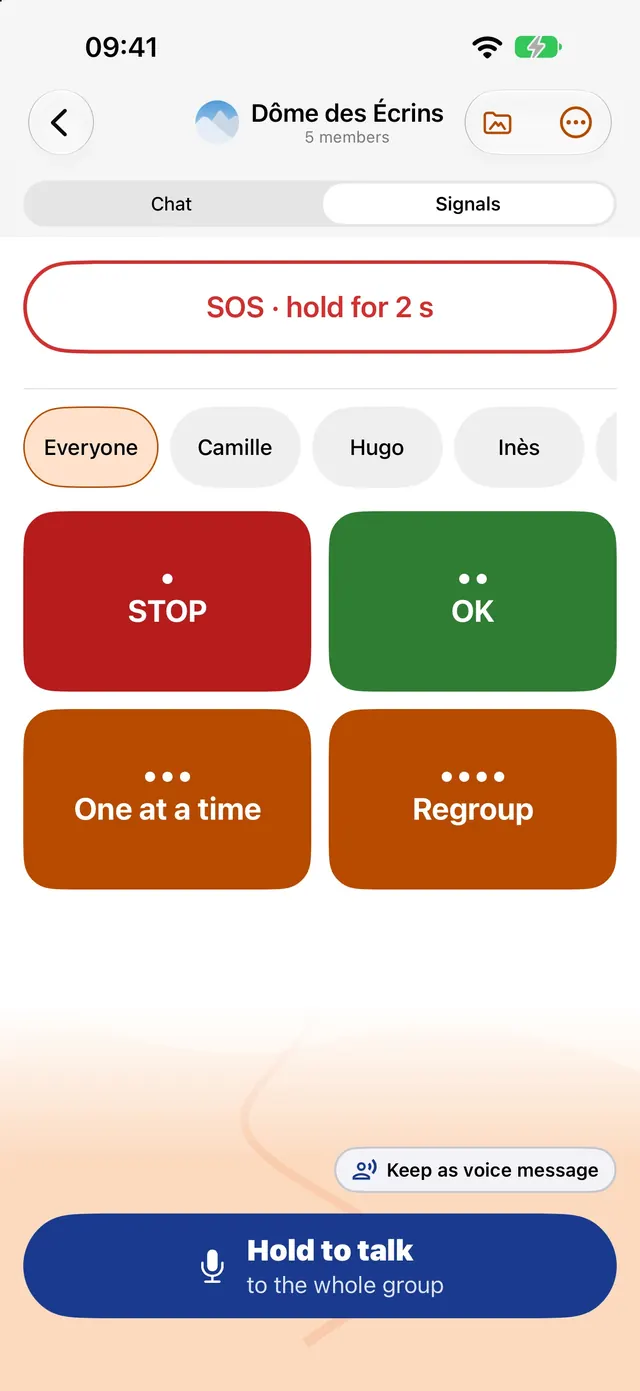 09:41
Dôme des Écrins
5 members
Chat
Signals
SOS · hold for 2 s
Everyone
Camille
Hugo
Inès
STOP
OK
One at a time
Regroup
Keep as voice message
Hold to talk
to the whole group